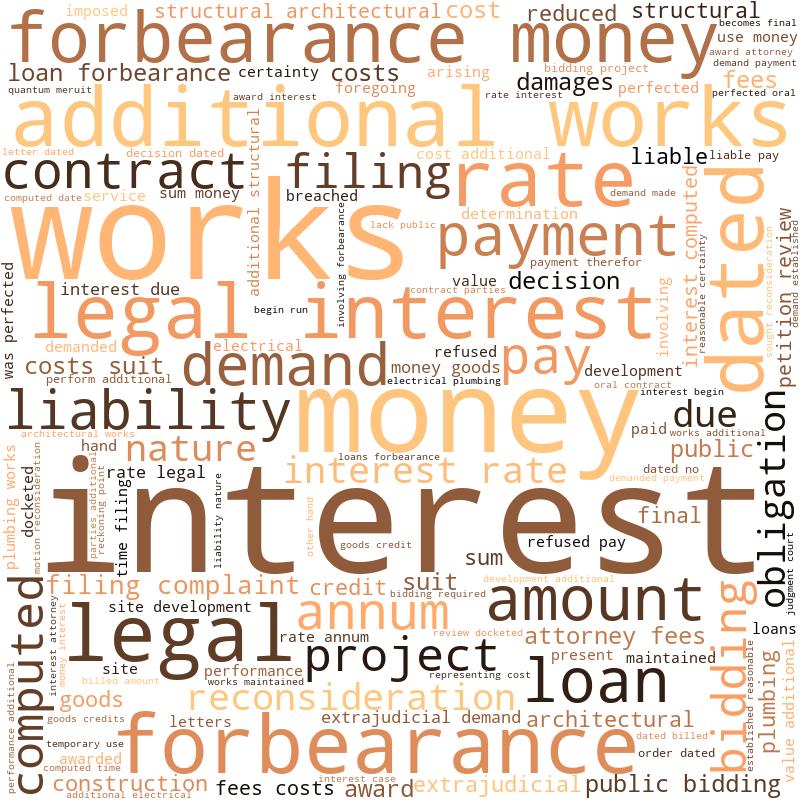 imposed
structural architectural
cost
reduced
structural
forbearance
money
becomes final
use money
award attorney
demand payment
loan forbearance
certainty
costs
arising
bidding project
damages
perfected
fees
perfect oral
quantum meruit
award interest
foregoing
rate interest
additional
works
letter dated
decision dated
additional structural
cost additional
liable
liable pay
contract
filing
rate
computed date
service
sum money
breached
demand made
dated
interest computed
works
lack public
determination
payment
petition review
demand established
sought reconsideration
reasonable certainty
involving forbearance
payment therefor
was perfected
interest due
value
decision
contract parties
begin run
involving
legal
interest
demanded
electrical
refused
pay
costs suit
demand
money goods
development
perform additional
electrical plumbing
oral contract
interest begin
liability
money
due
obligation
architectural works
hand
nature
paid
works additional
public
loans forbearance
plumbing works
docketed
motion reconsideration
parties additional
reckoning point
rate legal
time filing
liability nature
interest rate
dated no
demanded payment
interest
other hand
goods credit
final
refused pay
sum
judgment court
computed
filing complaint
credit
suit
development additional
bidding required
amount
bidding
site development
annum
legal
rate annum
review docketed
attorney fees
loans
interest attorney
money interest
site
project
present
maintained
performance
works maintained
representing cost
loan
established reasonable
plumbing
value additional
billed amount
reconsideration
goods
performance additional
goods credits
letters
extrajudicial demand
architectural
temporary use
forbearance
dated billed
awarded
order dated
computed time
construction
interest case
additional electrical
fees costs
award
extrajudicial
public bidding